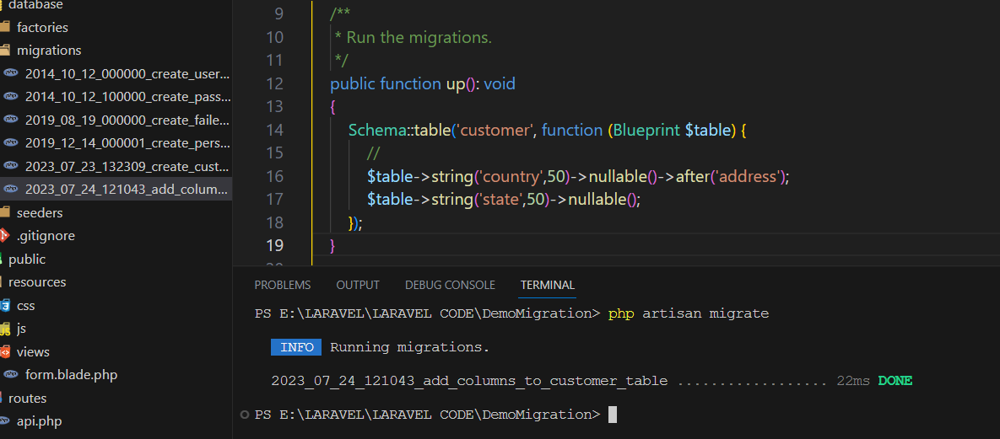 database
factories
migrations
2014_10_12_000000_create_user...
2014_10_12_100000_create_pass...
2019_08_19_000000_create_faile...
2019_12_14_000001_create_pers...
2023_07_23_132309_create_cust...
2023_07_24_121043_add_colum...
seeders
.gitignore
public
resources
css
js
views
form.blade.php
routes
api.php
9 /**
10 * Run the migrations.
11 */
12 public function up(): void
13 {
14 Schema::table('customer', function (Blueprint $table) {
15 //
16 $table->string('country',50)->nullable()->after('address');
17 $table->string('state',50)->nullable();
18 });
19 }
20
PROBLEMS OUTPUT DEBUG CONSOLE TERMINAL
PS E:\LARAVEL\LARAVEL CODE\DemoMigration> php artisan migrate
INFO Running migrations.
2023_07_24_121043_add_columns_to_customer_table .................. 22ms DONE
PS E:\LARAVEL\LARAVEL CODE\DemoMigration>